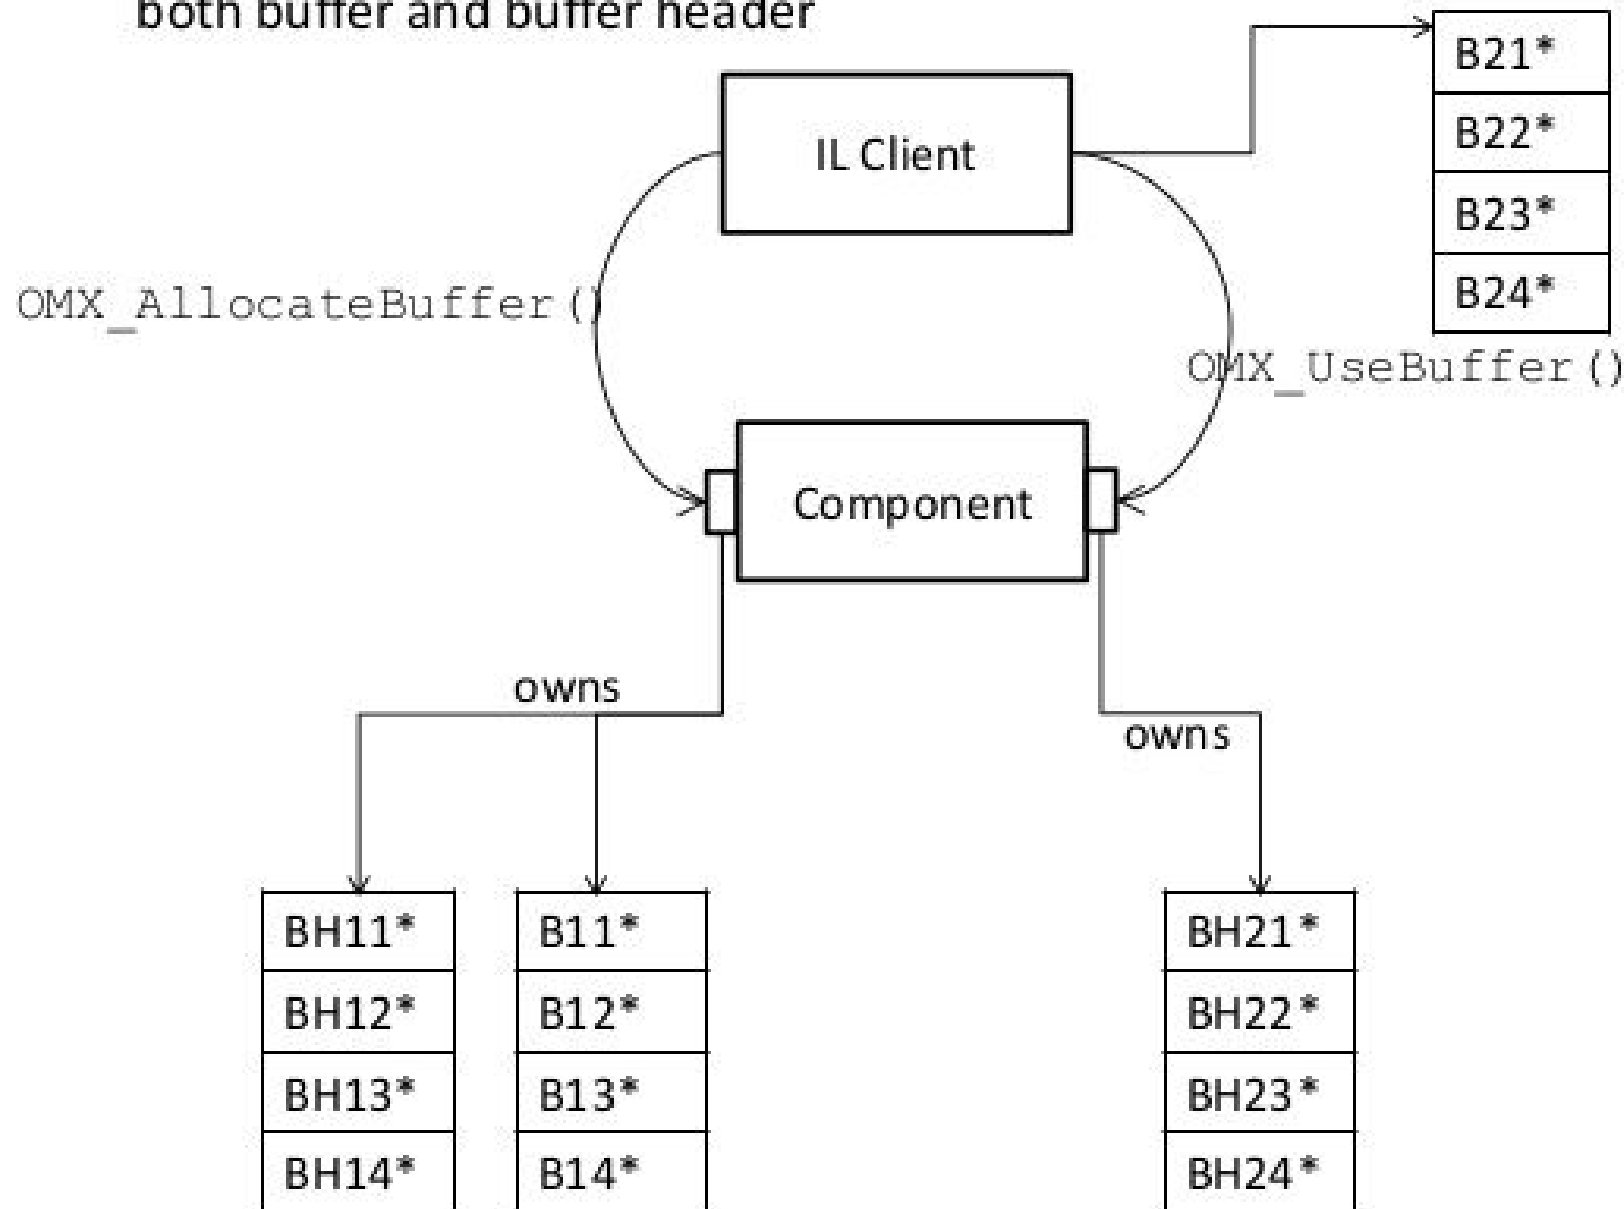 both buffer and buffer header
B21*
IL Client
B22*
B23*
B24*
OMX_AllocateBuffer()
OMX_UseBuffer()
Component
owns
owns
BH11* B11* BH21*
BH12* B12* BH22*
BH13* B13* BH23*
BH14* B14* BH24*